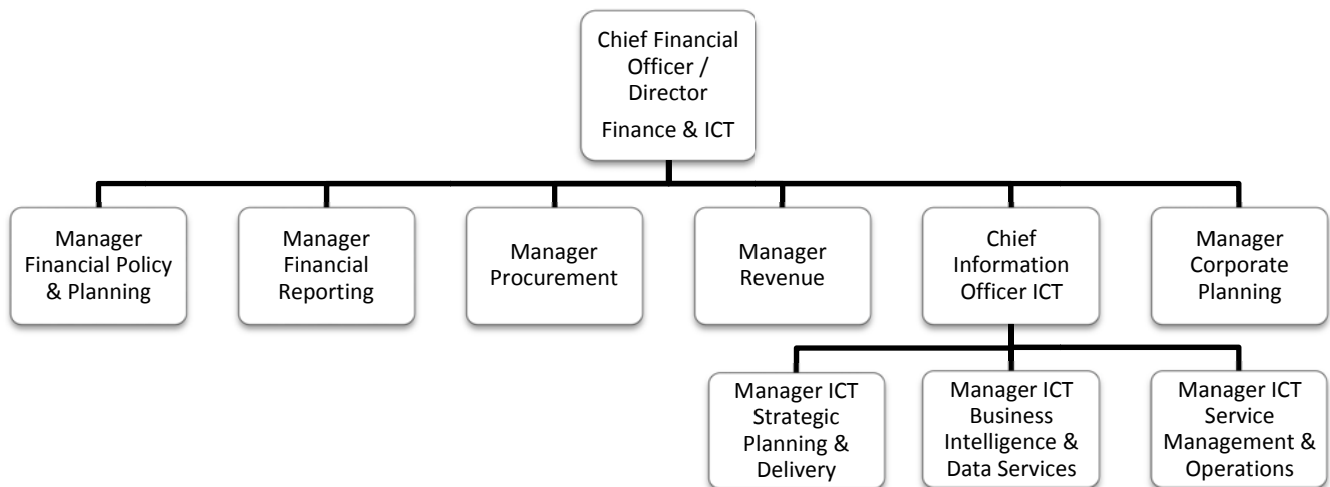 Chief Financial
Officer /
Director
Finance & ICT
Manager
Financial Policy
& Planning
Manager
Financial
Reporting
Manager
Procurement
Manager
Revenue
Chief
Information
Officer ICT
Manager
Corporate
Planning
Manager ICT
Strategic
Planning &
Delivery
Manager ICT
Business
Intelligence &
Data Services
Manager ICT
Service
Management &
Operations